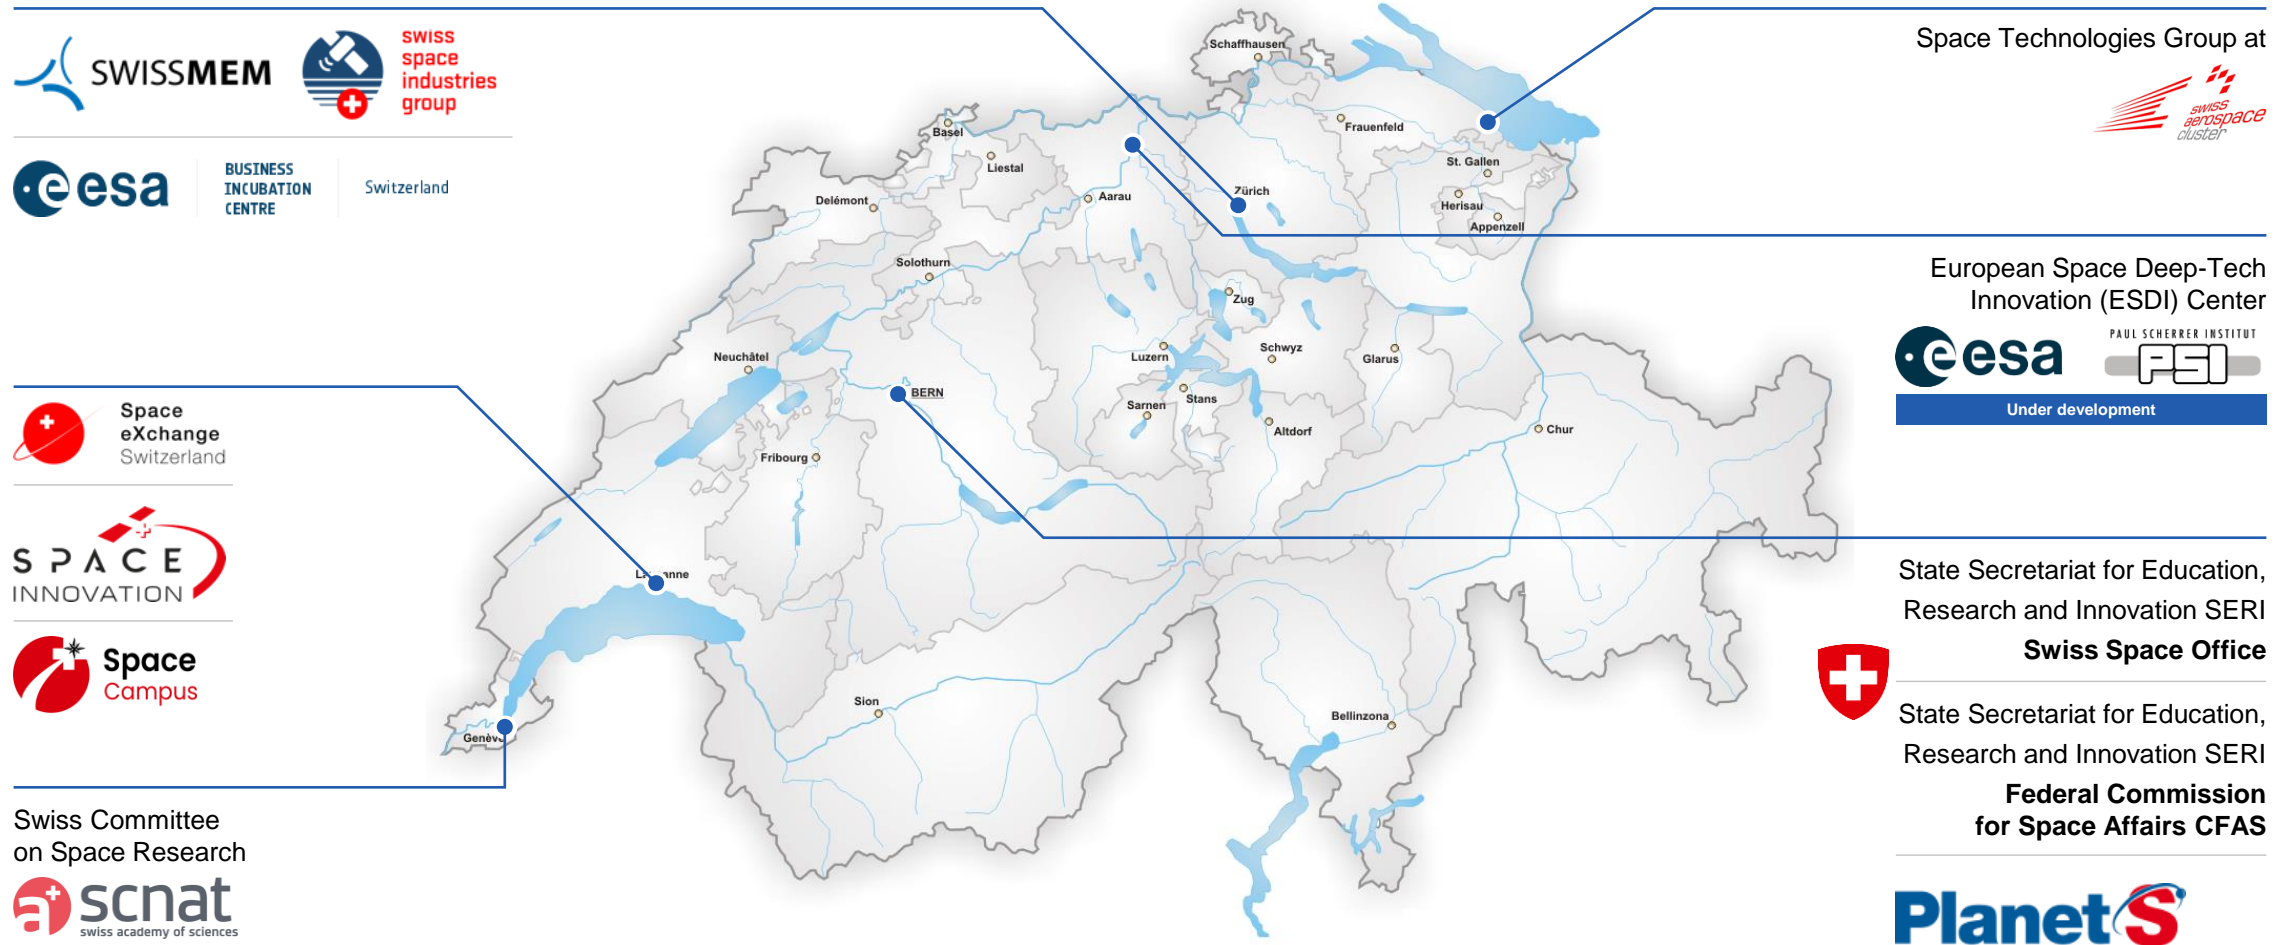 SWISSMEM
swiss
space
industries
group
esa
BUSINESS
INCUBATION
CENTRE
Switzerland
Space
eXchange
Switzerland
SPACE
INNOVATION
Space
Campus
Swiss Committee
on Space Research
a+
scnat
swiss academy of sciences
Schaffhausen
Basel
Liestal
Frauenfeld
St. Gallen
Herisau
Appenzell
Delémont
Aarau
Zürich
Solothurn
Zug
Neuchâtel
Luzern
Schwyz
Glarus
BERN
Sarnen
Stans
Altdorf
Chur
Fribourg
Sion
Bellinzona
Space Technologies Group at
swiss
aerospace
cluster
European Space Deep-Tech
Innovation (ESDI) Center
esa
PAUL SCHERRER INSTITUT
PSI
Under development
State Secretariat for Education,
Research and Innovation SERI
Swiss Space Office
State Secretariat for Education,
Research and Innovation SERI
Federal Commission
for Space Affairs CFAS
PlanetS